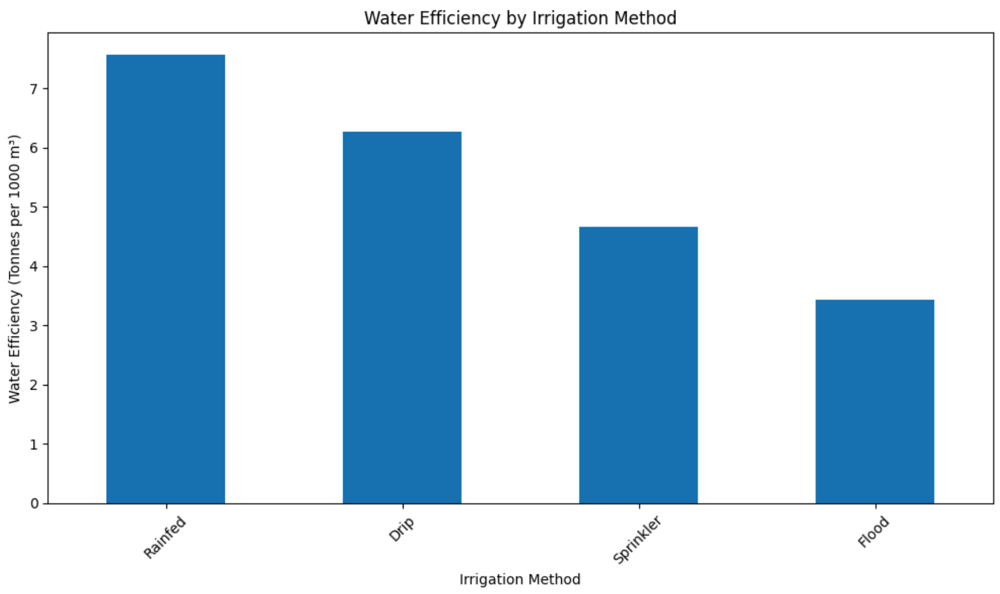 Water Efficiency by Irrigation Method
Water Efficiency (Tonnes per 1000 m³)
7
6
5
4
3
2
1
0
Rainfed
Drip
Sprinkler
Flood
Irrigation Method